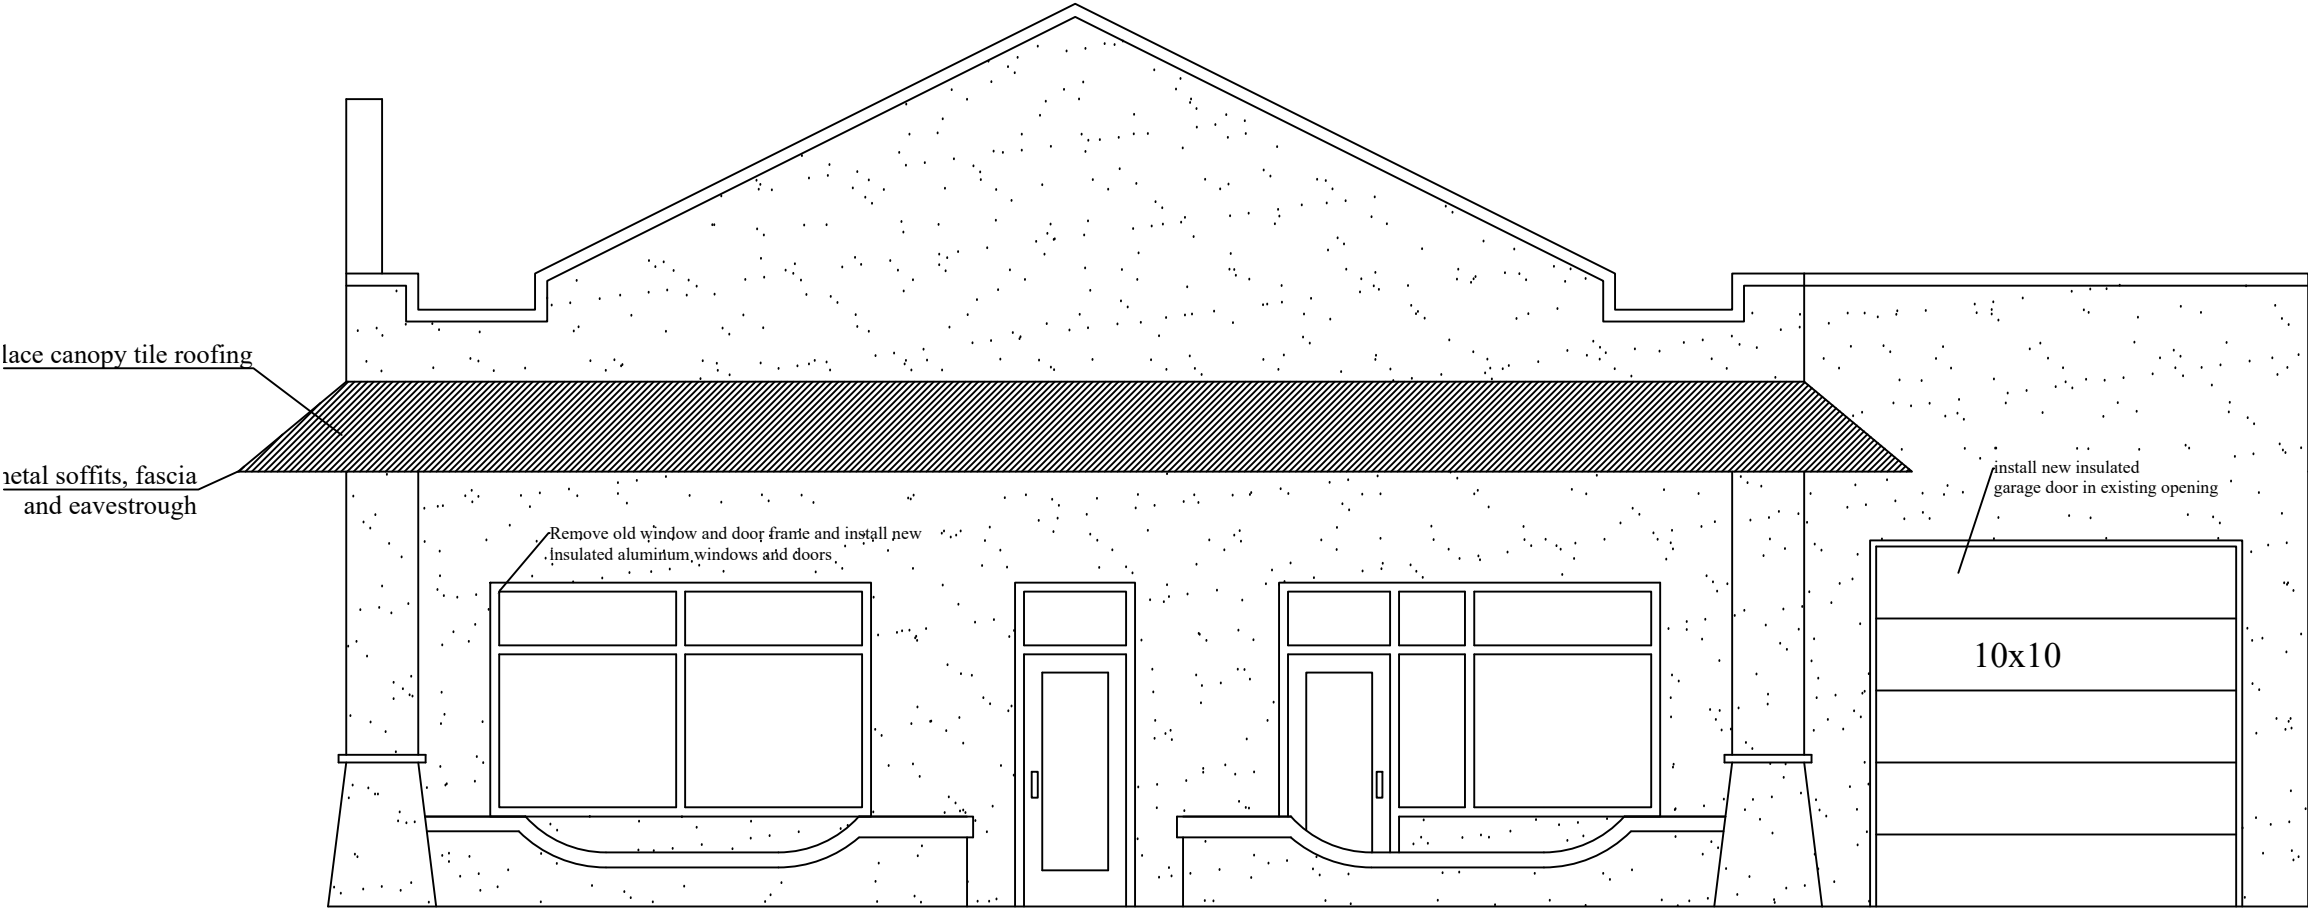 lace canopy tile roofing
etal soffits, fascia
and eavestrough
Remove old window and door frame and install new
insulated aluminum windows and doors
install new insulated
garage door in existing opening
10x10